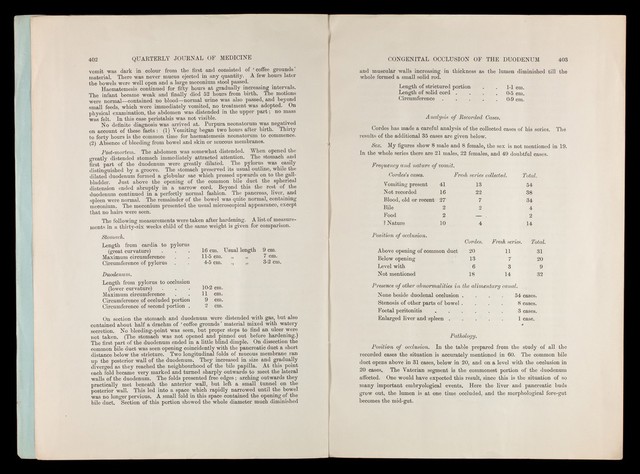 402 QUARTERLY JOURNAL OF MEDICINE
vomit was dark in colour from the first and consisted of 'coffee grounds'
material. There was never mucus ejected in any quantity. A few hours later
the bowels were well open and a large meconium stool passed.
Haematemesis continued for fifty hours at gradually increasing intervals.
The infant became weak and finally died 52 hours from birth. The motions
were normal—contained no blood—normal urine was also passed, and beyond
small feeds, which were immediately vomited, no treatment was adopted. On
physical examination, the abdomen was distended in the upper part; no mass
was felt. In this case peristalsis was not visible.
No definite diagnosis was arrived at. Purpura neonatorum was negatived
on account of these facts: (1) Vomiting began two hours after birth. Thirty
to forty hours is the common time for haematemesis neonatorum to commence.
(2) Absence of bleeding from bowel and skin or mucous membranes.
Post-mortem. The abdomen was somewhat distended. When opened the
greatly distended stomach immediately attracted attention. The stomach and
first part of the duodenum were greatly dilated. The pylorus was easily
distinguished by a groove. The stomach preserved its usual outline, while the
dilated duodenum formed a globular sac which pressed upwards on to the gall-
bladder. Just above the opening of the common bile duct the spherical
distension ended abruptly in a narrow cord. Beyond this the rest of the
duodenum continued in a perfectly normal fashion. The pancreas, liver, and
spleen were normal. The remainder of the bowel was quite normal, containing
meconium. The meconium presented the usual microscopical appearance, except
that no hairs were seen.
The following measurements were taken after hardening. A list of measure-
ments in a thirty-six weeks child of the same weight is given for comparison.
Stomach.
Length from cardia to pylorus
(great curvature) . . 16 cm. Usual length 9 cm.
Maximum circumference . . 11·5 cm. „ „ 7 cm.
Circumference of pylorus . . 4·5 cm. „ „ 3·2 cm.
Duodenum.
Length from pylorus to occlusion
(lower curvature) . . 10·2 cm.
Maximum circumference . . 11 cm.
Circumference of occluded portion 9 cm.
Circumference of second portion . 2 cm.
On section the stomach and duodenum were distended with gas, but also
contained about half a drachm of 'coffee grounds' material mixed with watery
secretion. No bleeding-point was seen, but proper steps to find an ulcer were
not taken. (The stomach was not opened and pinned out before hardening.)
The first part of the duodenum ended in a little blind dimple. On dissection the
common bile duct was seen opening coincidently with the pancreatic duct a short
distance below the stricture. Two longitudinal folds of mucous membrane ran
up the posterior wall of the duodenum. They increased in size and gradually
diverged as they reached the neighbourhood of the bile papilla. At this point
each fold became very marked and turned sharply outwards to meet the lateral
walls of the duodenum. The folds presented free edges; arching outwards they
practically met beneath the anterior wall, but left a small tunnel on the
posterior wall. This led into a space which rapidly narrowed until the bowel
was no longer pervious. A small fold in this space contained the opening of the
bile duct. Section of this portion showed the whole diameter mush diminished
CONGENITAL OCCLUSION OF THE DUODENUM 403
and muscular walls increasing in thickness as the lumen diminished till the
whole formed a small solid rod.
Length of strictured portion . . 1·1 cm.
Length of solid cord . . . . 0·5 cm.
Circumference . . . . . 0·9 cm.
Analysis of Recorded Cases.
Cordes has made a careful analysis of the collected cases of his series. The
results of the additional 35 cases are given below.
Sex. My figures show 8 male and 8 female, the sex is not mentioned in 19.
In the whole series there are 21 males, 22 females, and 49 doubtful cases.
Frequency and nature of vomit.
Cordes's cases. Fresh series collected. Total.
Vomiting present 41 13 54
Not recorded 16 22 38
Blood, old or recent 27 7 34
Bile 2 2 4
Food 2 — 2
? Nature 10 4 14
Position of occlusion.
Cordes. Fresh series. Total.
Above opening of common duct 20 11 31
Below opening 13 7 20
Level with 6 3 9
Not mentioned 18 14 32
Presence of other abnormalities in the alimentary canal.
None beside duodenal occlusion . . . . 34 cases.
Stenosis of other parts of bowel . . . . 8 cases.
Foetal peritonitis . . . . . . 3 cases.
Enlarged liver and spleen . . . . . 1 case.
Pathology.
Position of occlusion. In the table prepared from the study of all the
recorded cases the situation is accurately mentioned in 60. The common bile
duct opens above in 31 cases, below in 20, and on a level with the occlusion in
29 cases. The Vaterian segment is the commonest portion of the duodenum
affected. One would have expected this result, since this is the situation of so
many important embryological events. Here the liver and pancreatic buds
grow out, the lumen is at one time occluded, and the morphological fore-gut
becomes the mid-gut.